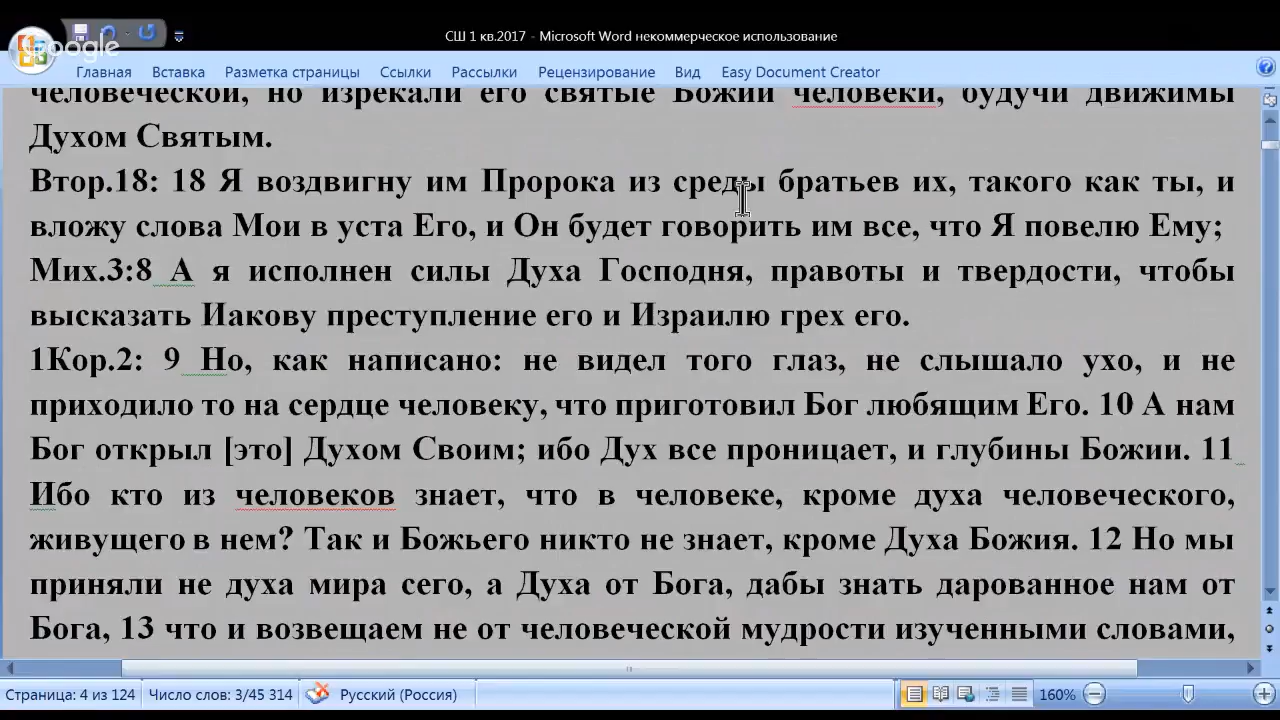 СШ 1 кв.2017 - Microsoft Word некоммерческое использование
Google
Главная Вставка Разметка страницы Ссылки Рассылки Рецензирование Вид Easy Document Creator
человеческой, но изрекали его святые Божии человеки, будучи движимы
Духом Святым.
Втор.18: 18 Я воздвигну им Пророка из среды братьев их, такого как ты, и
вложу слова Мои в уста Его, и Он будет говорить им все, что Я повелю Ему;
Мих.3:8 А я исполнен силы Духа Господня, правоты и твердости, чтобы
высказать Иакову преступление его и Израилю грех его.
1Кор.2: 9 Но, как написано: не видел того глаз, не слышало ухо, и не
приходило то на сердце человеку, что приготовил Бог любящим Его. 10 А нам
Бог открыл [это] Духом Своим; ибо Дух все проницает, и глубины Божии. 11
Ибо кто из человеков знает, что в человеке, кроме духа человеческого,
живущего в нем? Так и Божьего никто не знает, кроме Духа Божия. 12 Но мы
приняли не духа мира сего, а Духа от Бога, дабы знать дарованное нам от
Бога, 13 что и возвещаем не от человеческой мудрости изученными словами,
Страница: 4 из 124 Число слов: 3/45 314 Русский (Россия) 160%